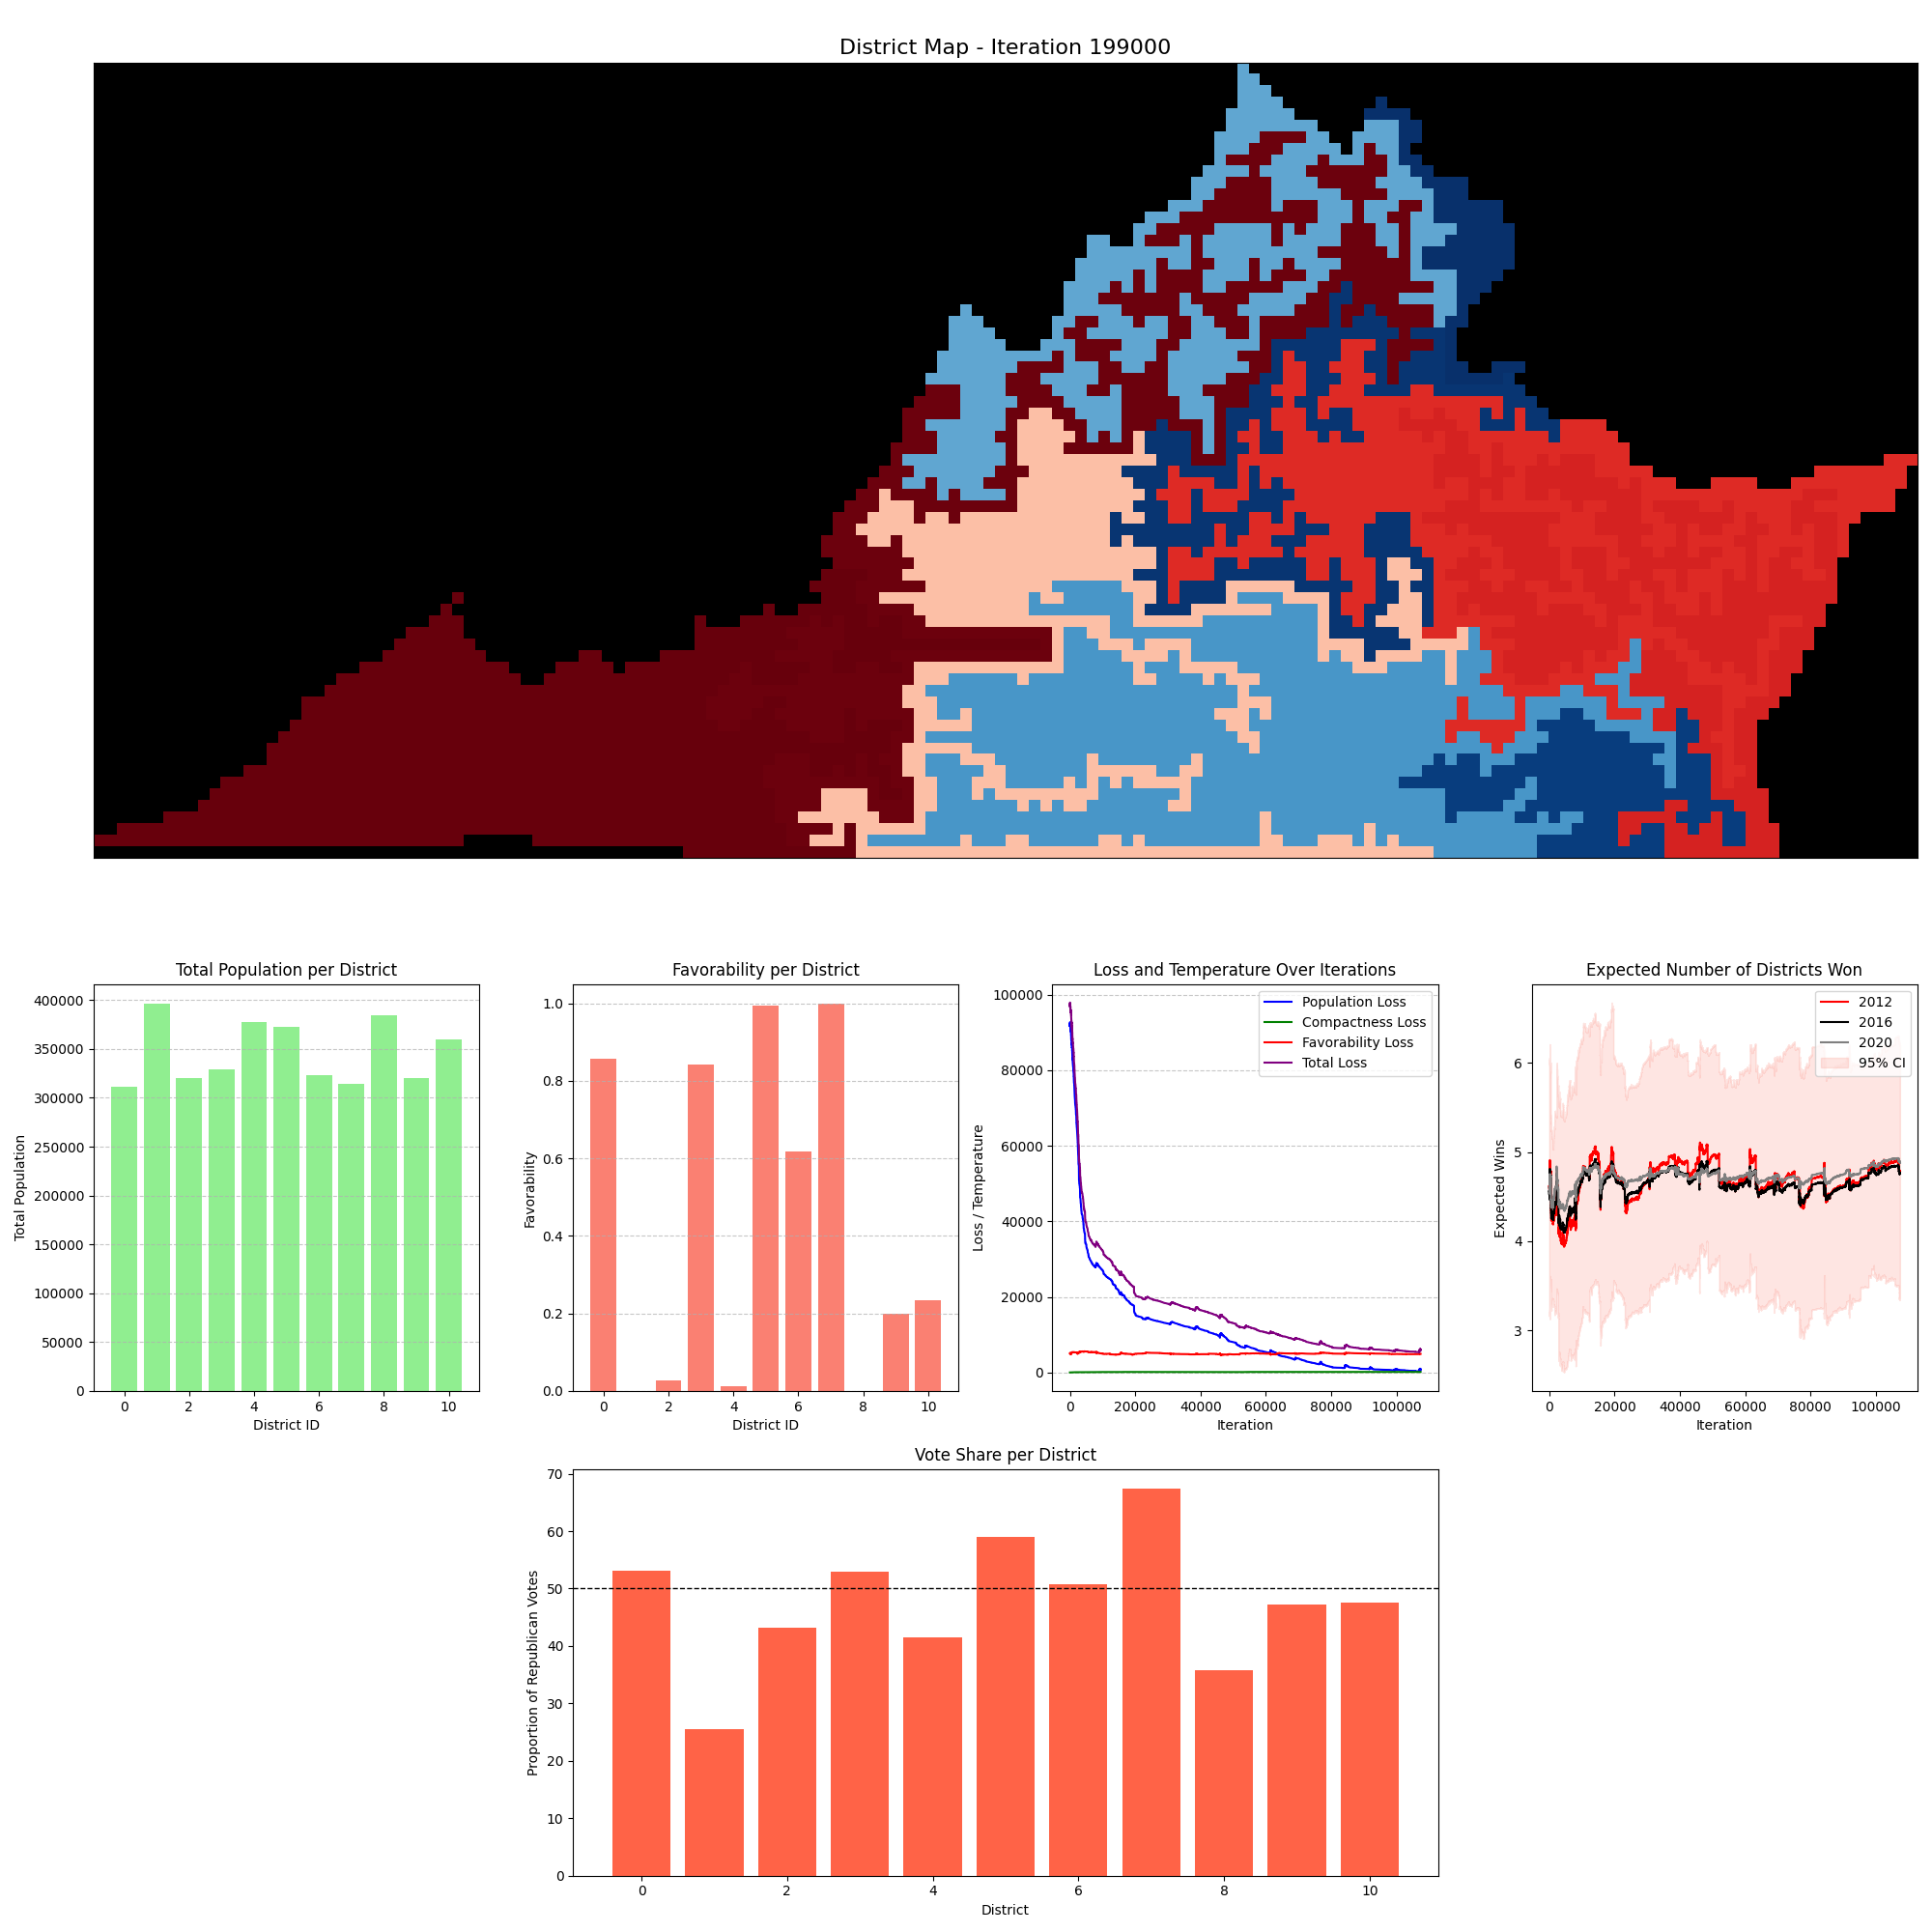 District Map - Iteration 199000
Total Population per District
Total Population
400000
350000
300000
250000
200000
150000
100000
50000
0
0 2 4 6 8 10
District ID
Favorability per District
Favorability
1.0
0.8
0.6
0.4
0.2
0.0
0 2 4 6 8 10
District ID
Loss and Temperature Over Iterations
Loss / Temperature
100000
80000
60000
40000
20000
0
Population Loss
Compactness Loss
Favorability Loss
Total Loss
0 20000 40000 60000 80000 100000
Iteration
Expected Number of Districts Won
Expected Wins
6
5
4
3
2012
2016
2020
95% CI
0 20000 40000 60000 80000 100000
Iteration
Vote Share per District
Proportion of Republican Votes
70
60
50
40
30
20
10
0
0 2 4 6 8 10
District